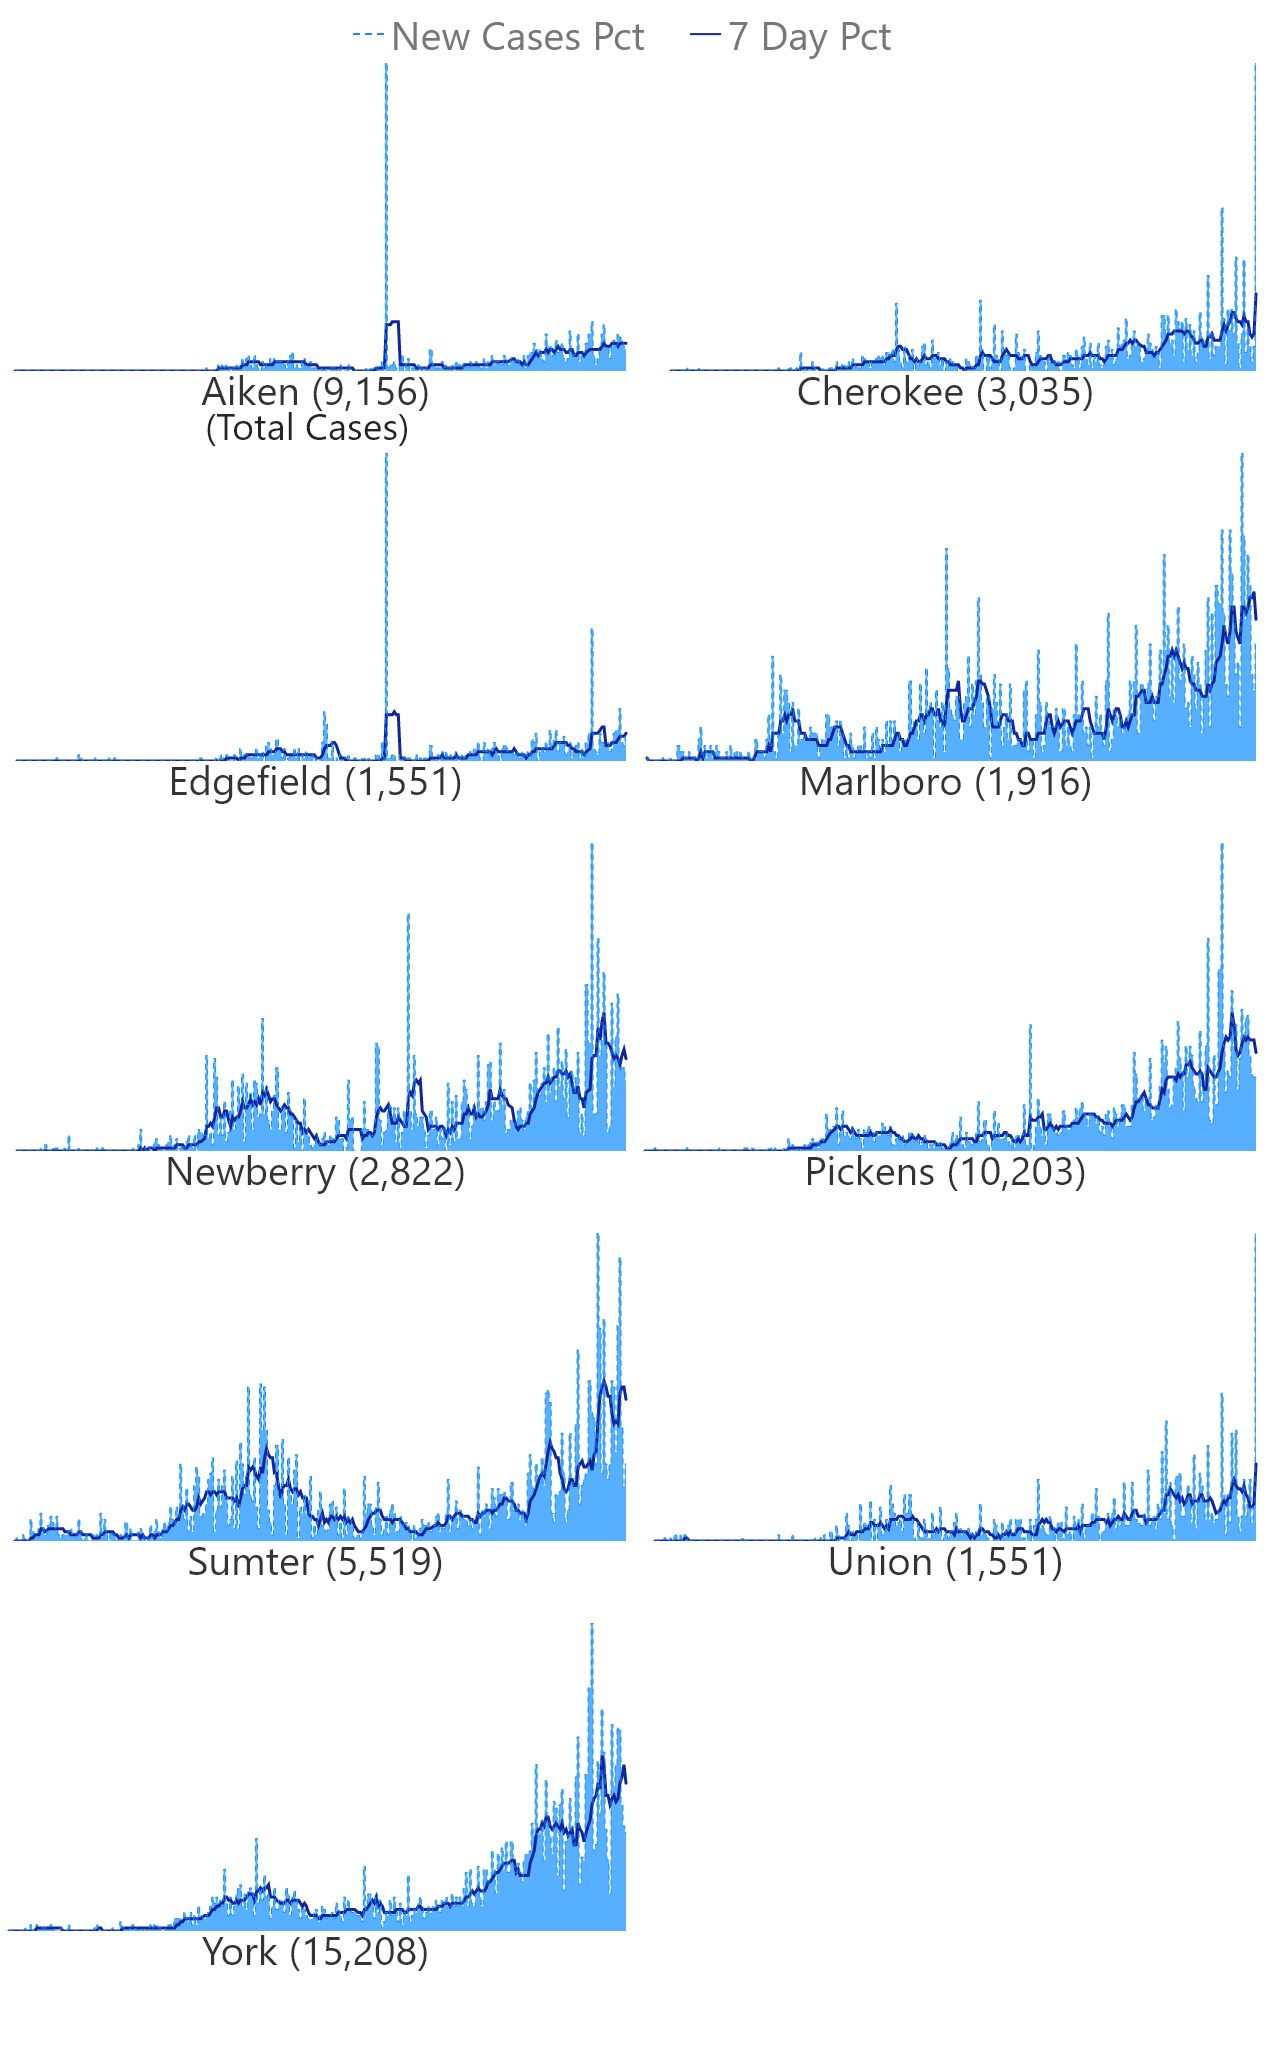 New Cases Pct 7 Day Pct
Aiken (9,156) Cherokee (3,035)
(Total Cases)
Edgefield (1,551) Marlboro (1,916)
Newberry (2,822) Pickens (10,203)
Sumter (5,519) Union (1,551)
York (15,208)